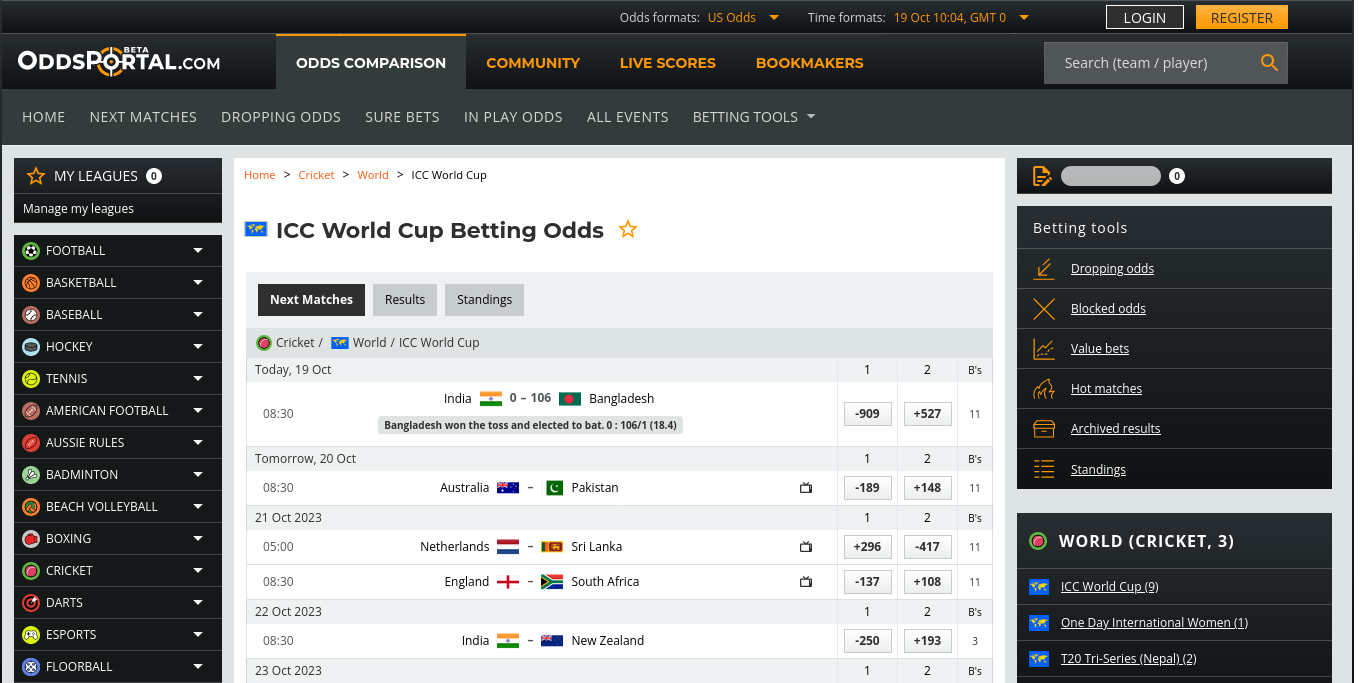 Odds formats: US Odds Time formats: 19 Oct 10:04, GMT 0 LOGIN REGISTER
ODDSPORTAL.COM BETA ODDS COMPARISON COMMUNITY LIVE SCORES BOOKMAKERS Search (team / player)
HOME NEXT MATCHES DROPPING ODDS SURE BETS IN PLAY ODDS ALL EVENTS BETTING TOOLS
MY LEAGUES 0
Manage my leagues
FOOTBALL
BASKETBALL
BASEBALL
HOCKEY
TENNIS
AMERICAN FOOTBALL
AUSSIE RULES
BADMINTON
BEACH VOLLEYBALL
BOXING
CRICKET
DARTS
ESPORTS
FLOORBALL
Home > Cricket > World > ICC World Cup
ICC World Cup Betting Odds
Next Matches Results Standings
Cricket / World / ICC World Cup
Today, 19 Oct 1 2 B's
08:30 India 0 – 106 Bangladesh -909 +527 11
Bangladesh won the toss and elected to bat. 0 : 106/1 (18.4)
Tomorrow, 20 Oct 1 2 B's
08:30 Australia – Pakistan -189 +148 11
21 Oct 2023 1 2 B's
05:00 Netherlands – Sri Lanka +296 -417 11
08:30 England – South Africa -137 +108 11
22 Oct 2023 1 2 B's
08:30 India – New Zealand -250 +193 3
23 Oct 2023 1 2 B's
0
Betting tools
Dropping odds
Blocked odds
Value bets
Hot matches
Archived results
Standings
WORLD (CRICKET, 3)
ICC World Cup (9)
One Day International Women (1)
T20 Tri-Series (Nepal) (2)